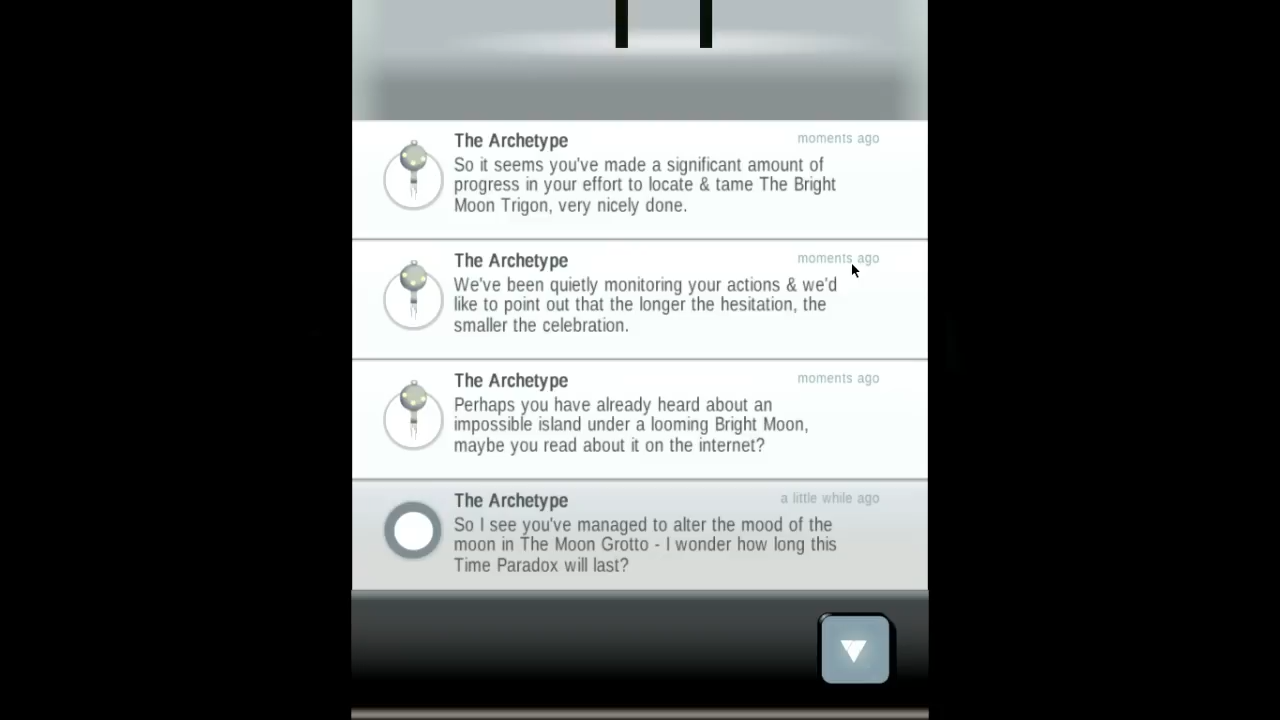 The Archetype
moments ago
So it seems you've made a significant amount of
progress in your effort to locate & tame The Bright
Moon Trigon, very nicely done.
The Archetype
moments ago
We've been quietly monitoring your actions & we'd
like to point out that the longer the hesitation, the
smaller the celebration.
The Archetype
moments ago
Perhaps you have already heard about an
impossible island under a looming Bright Moon,
maybe you read about it on the internet?
The Archetype
a little while ago
So I see you've managed to alter the mood of the
moon in The Moon Grotto - I wonder how long this
Time Paradox will last?